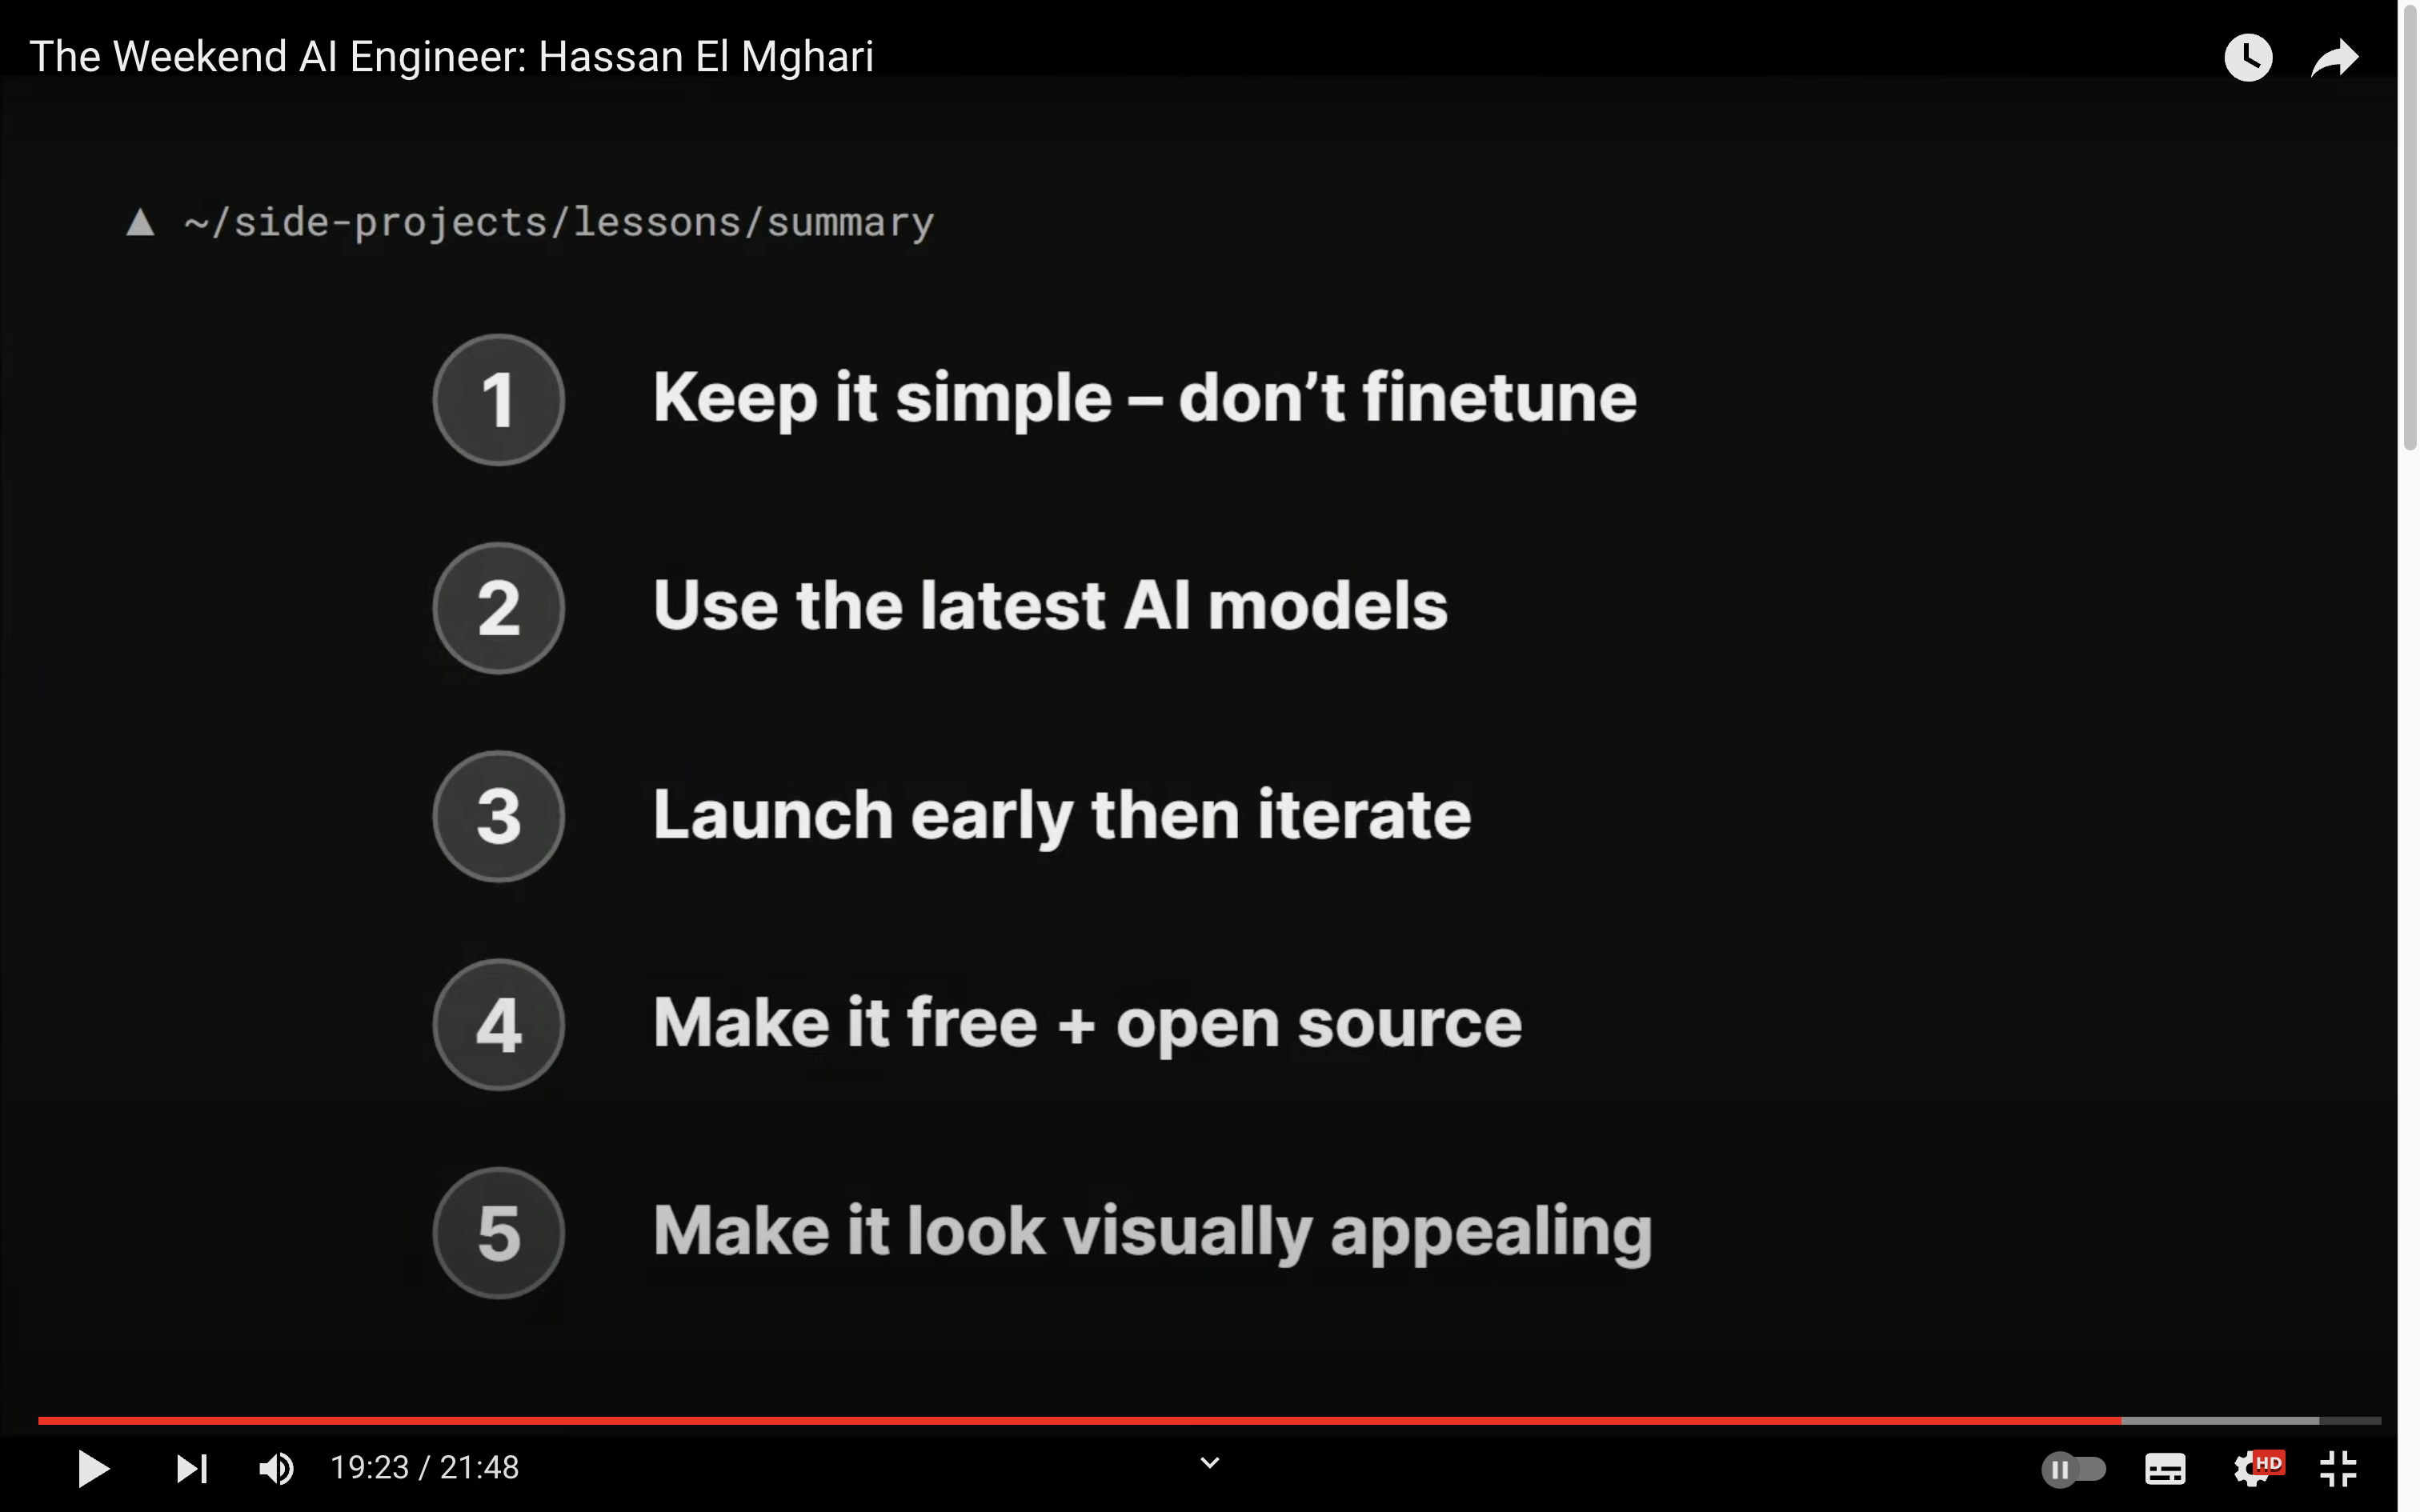 The Weekend AI Engineer: Hassan El Mghari
~/side-projects/lessons/summary
1 Keep it simple – don’t finetune
2 Use the latest AI models
3 Launch early then iterate
4 Make it free + open source
5 Make it look visually appealing
19:23 / 21:48
HD